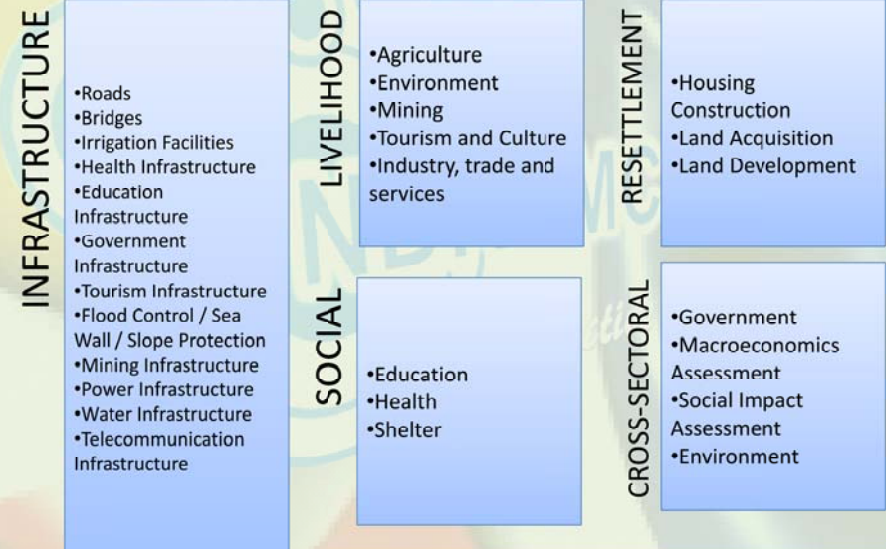 INFRASTRUCTURE
•Roads
•Bridges
•Irrigation Facilities
•Health Infrastructure
•Education
Infrastructure
•Government
Infrastructure
•Tourism Infrastructure
•Flood Control / Sea
Wall / Slope Protection
•Mining Infrastructure
•Power Infrastructure
•Water Infrastructure
•Telecommunication
Infrastructure
LIVELIHOOD
•Agriculture
•Environment
•Mining
•Tourism and Culture
•Industry, trade and
services
SOCIAL
•Education
•Health
•Shelter
RESETTLEMENT
•Housing
Construction
•Land Acquisition
•Land Development
CROSS-SECTORAL
•Government
•Macroeconomics
Assessment
•Social Impact
Assessment
•Environment